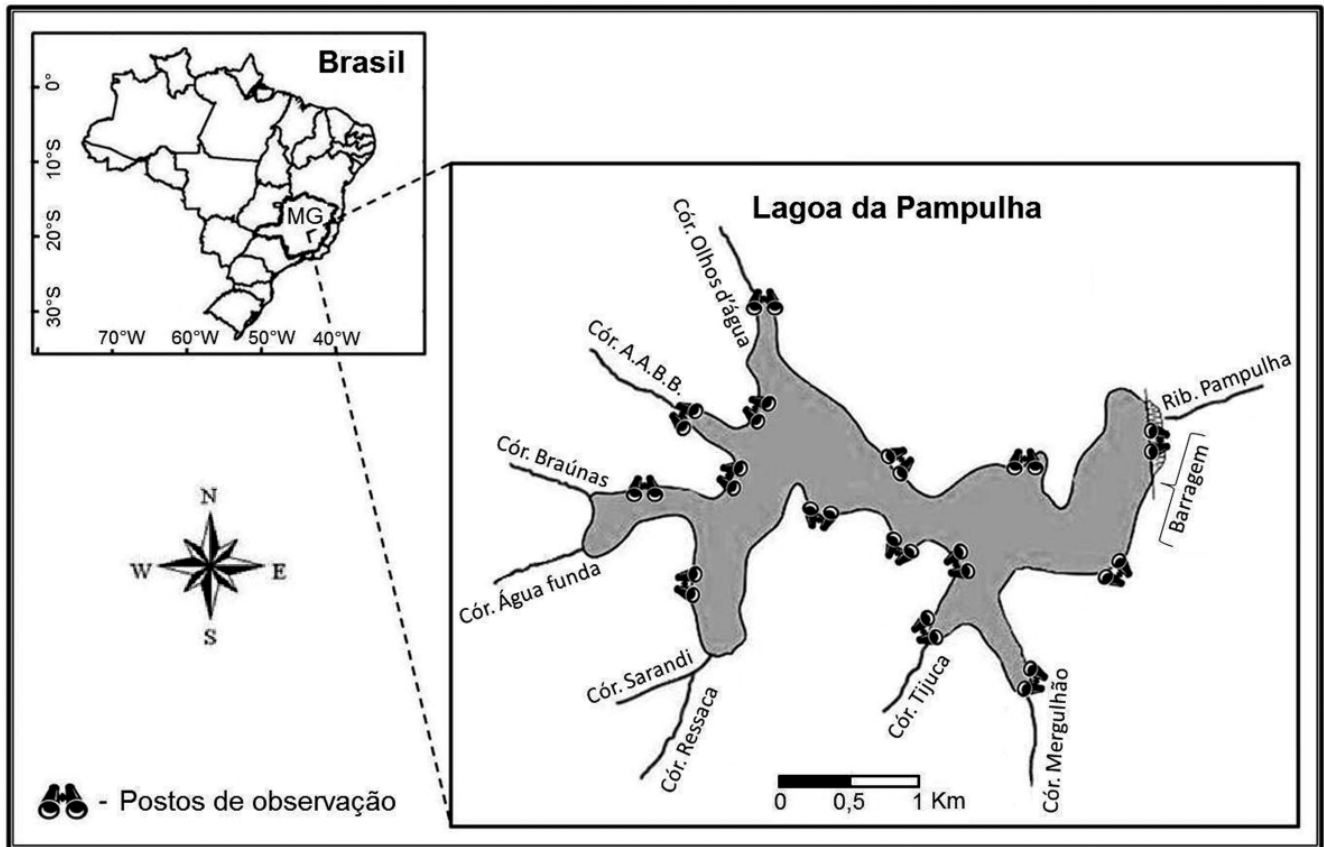 Brasil
0°
10°S
20°S
30°S
70°W
60°W
50°W
40°W
MG
Lagoa da Pampulha
Cór. Olhos d'água
Cór. A.A.B.B.
Cór. Braúnas
Cór. Água funda
Cór. Sarandi
Cór. Ressaca
Cór. Tijuca
Cór. Mergulhão
Rib. Pampulha
Barragem
N
W
E
S
0
0,5
1 Km
- Postos de observação